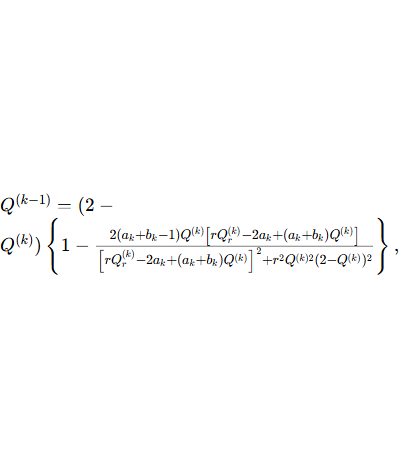 Q^{(k-1)} = (2 −
Q^{(k)}) \left\{ 1 − \frac{2(a_k+b_k−1)Q^{(k)}\left[rQ_r^{(k)}−2a_k+(a_k+b_k)Q^{(k)}\right]}{\left[rQ_r^{(k)}−2a_k+(a_k+b_k)Q^{(k)}\right]^2+r^2Q^{(k)2}(2−Q^{(k)})^2} \right\},